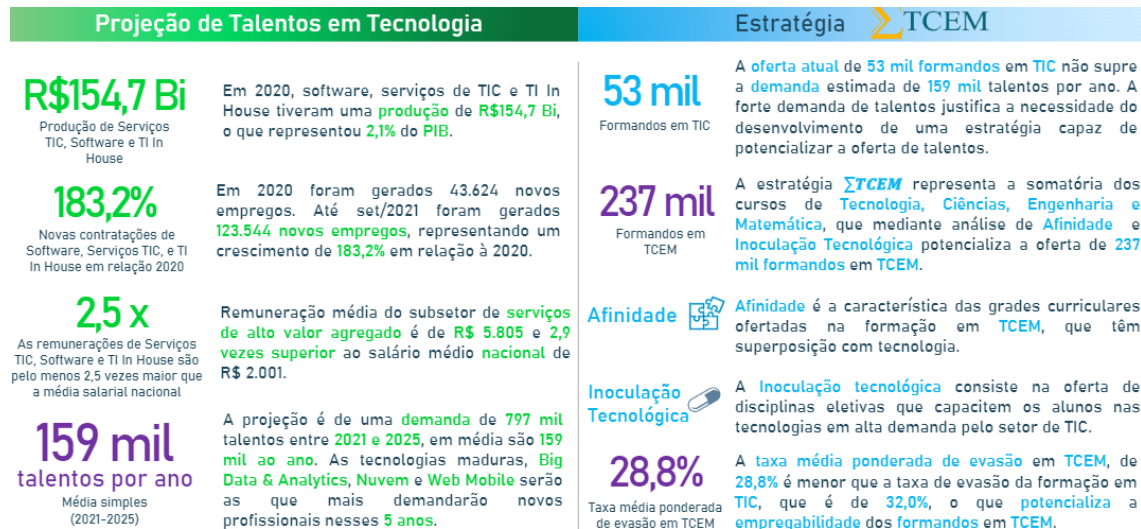 Projeção de Talentos em Tecnologia
R$154,7 Bi
Produção de Serviços
TIC, Software e TI In
House
Em 2020, software, serviços de TIC e TI In
House tiveram uma produção de R$154,7 Bi,
o que representou 2,1% do PIB.
183,2%
Novas contratações de
Software, Serviços TIC, e TI
In House em relação 2020
Em 2020 foram gerados 43.624 novos
empregos. Até set/2021 foram gerados
123.544 novos empregos, representando um
crescimento de 183,2% em relação à 2020.
2,5 x
As remunerações de Serviços
TIC, Software e TI In House são
pelo menos 2,5 vezes maior que
a média salarial nacional
Remuneração média do subsetor de serviços
de alto valor agregado é de R$ 5.805 e 2,9
vezes superior ao salário médio nacional de
R$ 2.001.
159 mil
talentos por ano
Média simples
(2021-2025)
A projeção é de uma demanda de 797 mil
talentos entre 2021 e 2025, em média são 159
mil ao ano. As tecnologias maduras, Big
Data & Analytics, Nuvem e Web Mobile serão
as que mais demandarão novos
profissionais nesses 5 anos.
Estratégia ∑TCEM
53 mil
Formandos em TIC
A oferta atual de 53 mil formandos em TIC não supre
a demanda estimada de 159 mil talentos por ano. A
forte demanda de talentos justifica a necessidade do
desenvolvimento de uma estratégia capaz de
potencializar a oferta de talentos.
237 mil
Formandos em
TCEM
A estratégia ∑TCEM representa a somatória dos
cursos de Tecnologia, Ciências, Engenharia e
Matemática, que mediante análise de Afinidade e
Inoculação Tecnológica potencializa a oferta de 237
mil formandos em TCEM.
Afinidade
Afinidade é a característica das grades curriculares
ofertadas na formação em TCEM, que têm
superposição com tecnologia.
Inoculação
Tecnológica
A Inoculação tecnológica consiste na oferta de
disciplinas eletivas que capacitem os alunos nas
tecnologias em alta demanda pelo setor de TIC.
28,8%
Taxa média ponderada
de evasão em TCEM
A taxa média ponderada de evasão em TCEM, de
28,8% é menor que a taxa de evasão da formação em
TIC, que é de 32,0%, o que potencializa a
empregabilidade dos formandos em TCEM.